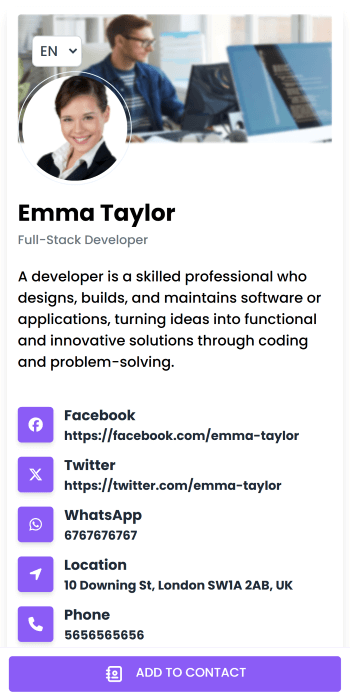 EN
Emma Taylor
Full-Stack Developer
A developer is a skilled professional who
designs, builds, and maintains software or
applications, turning ideas into functional
and innovative solutions through coding
and problem-solving.
Facebook
https://facebook.com/emma-taylor
Twitter
https://twitter.com/emma-taylor
WhatsApp
6767676767
Location
10 Downing St, London SW1A 2AB, UK
Phone
5656565656
ADD TO CONTACT